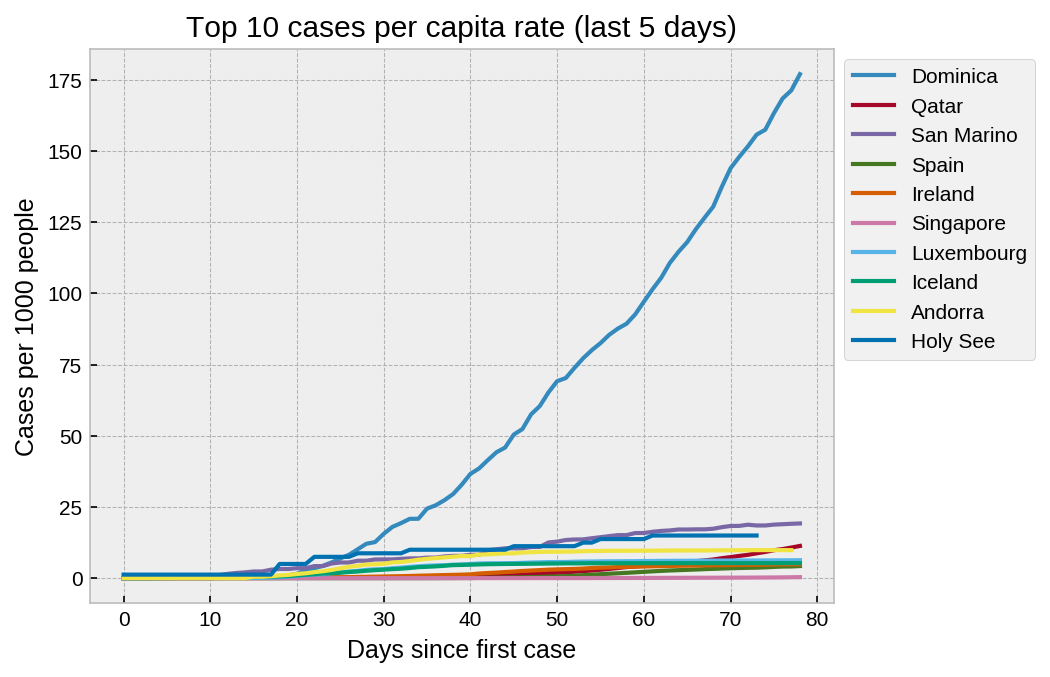 Top 10 cases per capita rate (last 5 days)
Cases per 1000 people
175
150
125
100
75
50
25
0
0 10 20 30 40 50 60 70 80
Days since first case
Dominica
Qatar
San Marino
Spain
Ireland
Singapore
Luxembourg
Iceland
Andorra
Holy See